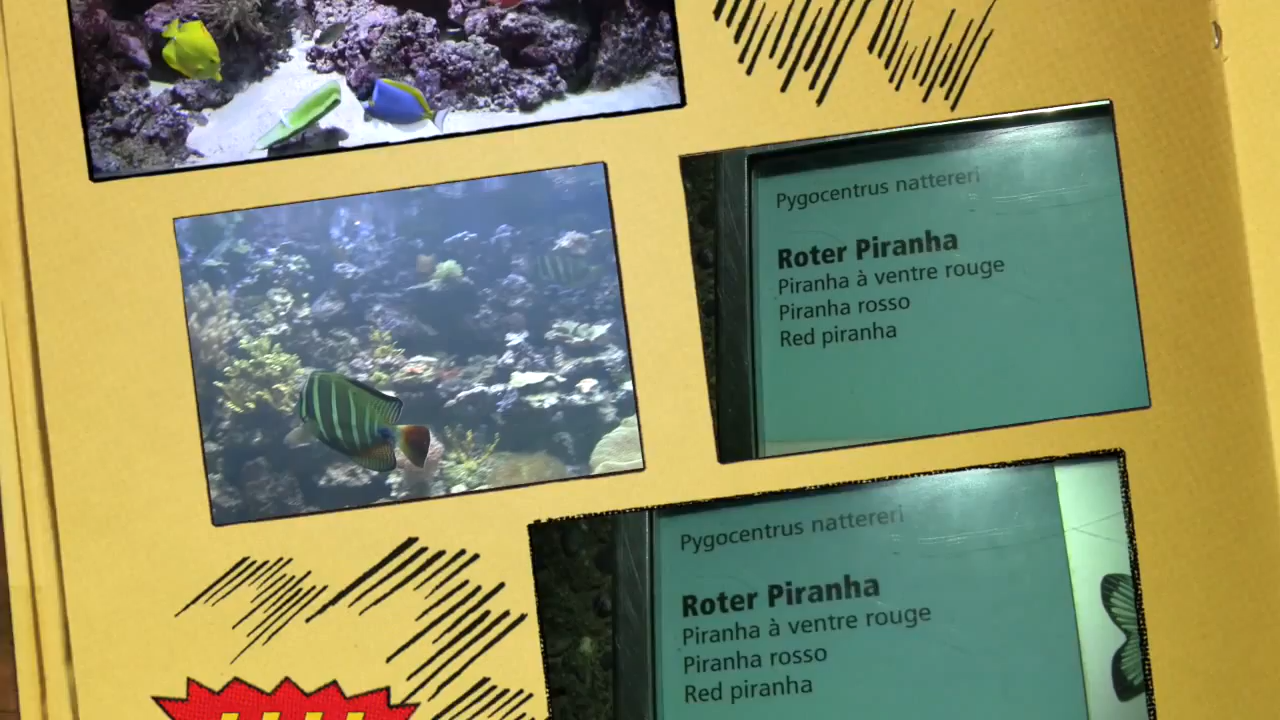 Pygocentrus nattereri
Roter Piranha
Piranha à ventre rouge
Piranha rosso
Red piranha
Pygocentrus nattereri
Roter Piranha
Piranha à ventre rouge
Piranha rosso
Red piranha